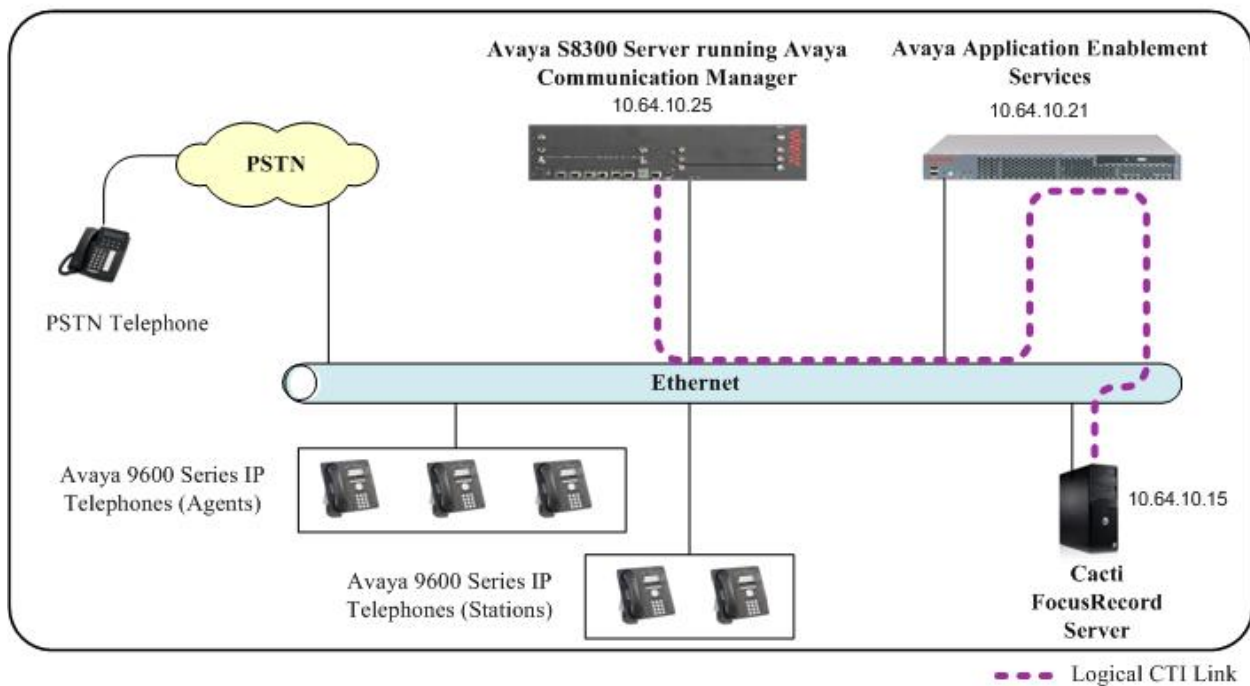 Avaya S8300 Server running Avaya
Communication Manager
10.64.10.25
Avaya Application Enablement
Services
10.64.10.21
PSTN
PSTN Telephone
Ethernet
Avaya 9600 Series IP
Telephones (Agents)
10.64.10.15
Avaya 9600 Series IP
Telephones (Stations)
Cacti
FocusRecord
Server
Logical CTI Link